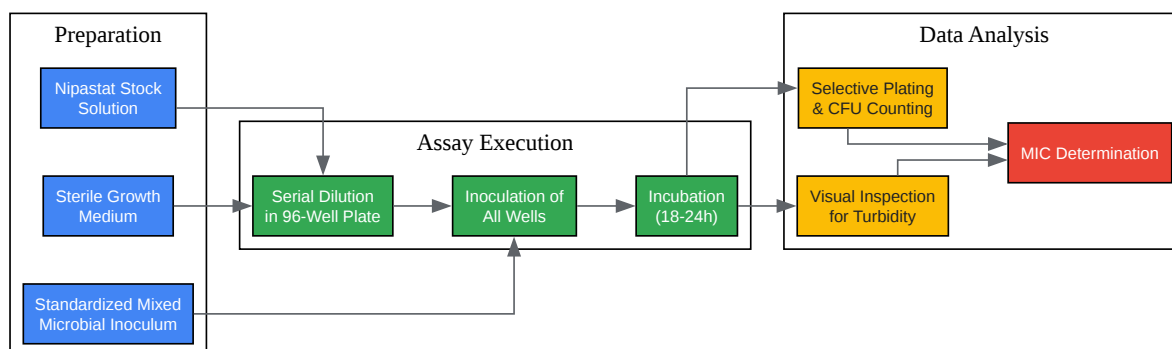 Preparation
Nipastat Stock
Solution
Sterile Growth
Medium
Standardized Mixed
Microbial Inoculum
Assay Execution
Serial Dilution
in 96-Well Plate
Inoculation of
All Wells
Incubation
(18-24h)
Data Analysis
Selective Plating
& CFU Counting
Visual Inspection
for Turbidity
MIC Determination